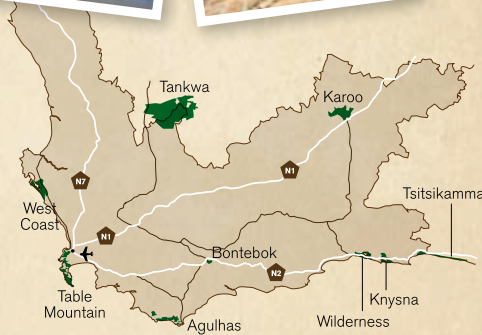 Tankwa
Karoo
N1
N7
Tsitsikamma
West
Coast
N1
Bontebok
N2
Table
Mountain
Knysna
Wilderness
Agulhas